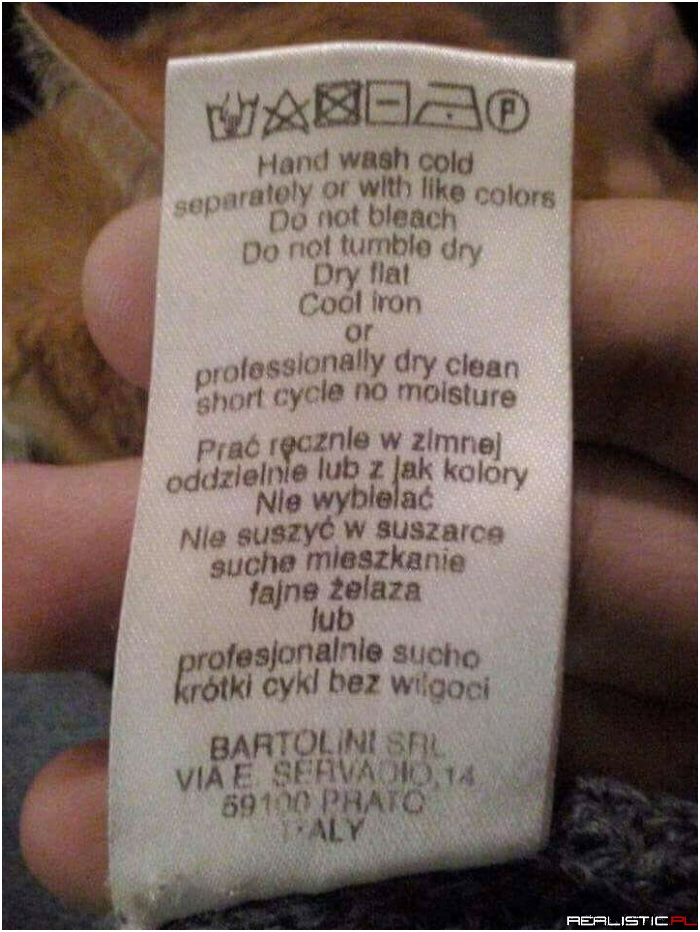 P
Hand wash cold
separately or with like colors
Do not bleach
Do not tumble dry
Dry flat
Cool iron
or
professionally dry clean
short cycle no moisture
Prać ręcznie w zimnej
oddzielnie lub z jak kolory
Nie wybielać
Nie suszyć w suszarce
suche mieszkanie
fajne żelaza
lub
profesjonalnie sucho
krótki cykl bez wilgoci
BARTOLINI SRL
VIA E. SERVADIO,14
59100 PRATO
ITALY
REALISTIC.PL